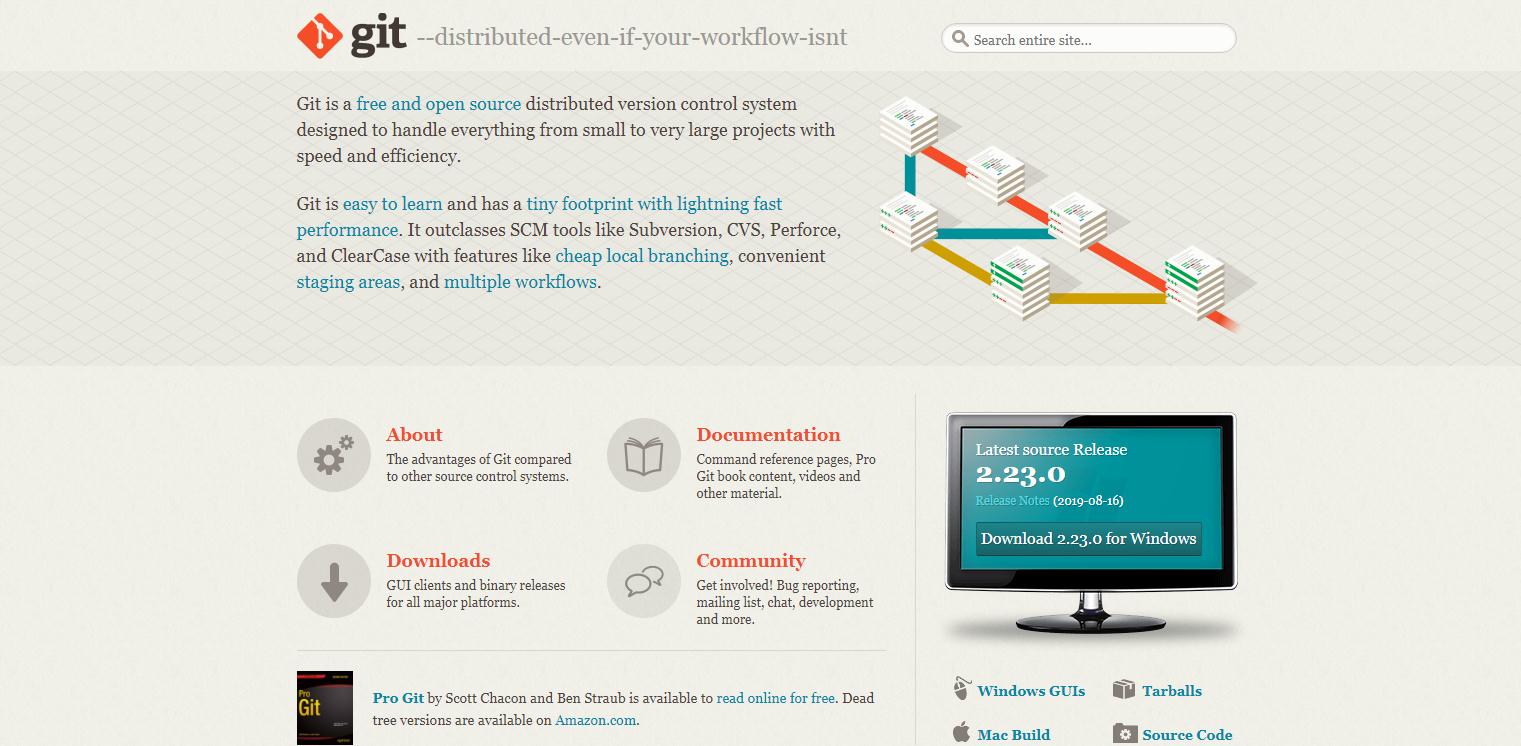 git --distributed-even-if-your-workflow-isnt
Search entire site...
Git is a free and open source distributed version control system
designed to handle everything from small to very large projects with
speed and efficiency.
Git is easy to learn and has a tiny footprint with lightning fast
performance. It outclasses SCM tools like Subversion, CVS, Perforce,
and ClearCase with features like cheap local branching, convenient
staging areas, and multiple workflows.
About
The advantages of Git compared
to other source control systems.
Documentation
Command reference pages, Pro
Git book content, videos and
other material.
Downloads
GUI clients and binary releases
for all major platforms.
Community
Get involved! Bug reporting,
mailing list, chat, development
and more.
Pro
Git
Pro Git by Scott Chacon and Ben Straub is available to read online for free. Dead
tree versions are available on Amazon.com.
Latest source Release
2.23.0
Release Notes (2019-08-16)
Download 2.23.0 for Windows
Windows GUIs
Tarballs
Mac Build
Source Code